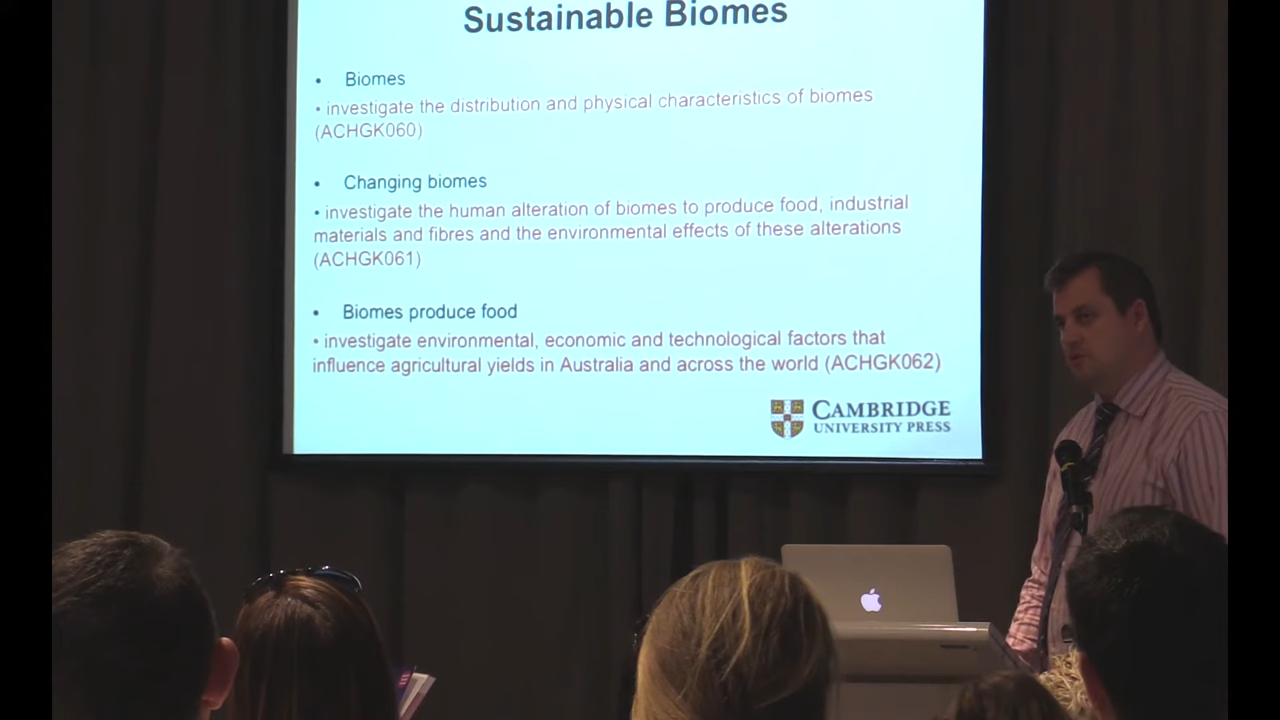 Sustainable Biomes
• Biomes
• investigate the distribution and physical characteristics of biomes
(ACHGK060)
• Changing biomes
• investigate the human alteration of biomes to produce food, industrial
materials and fibres and the environmental effects of these alterations
(ACHGK061)
• Biomes produce food
• investigate environmental, economic and technological factors that
influence agricultural yields in Australia and across the world (ACHGK062)
CAMBRIDGE
UNIVERSITY PRESS